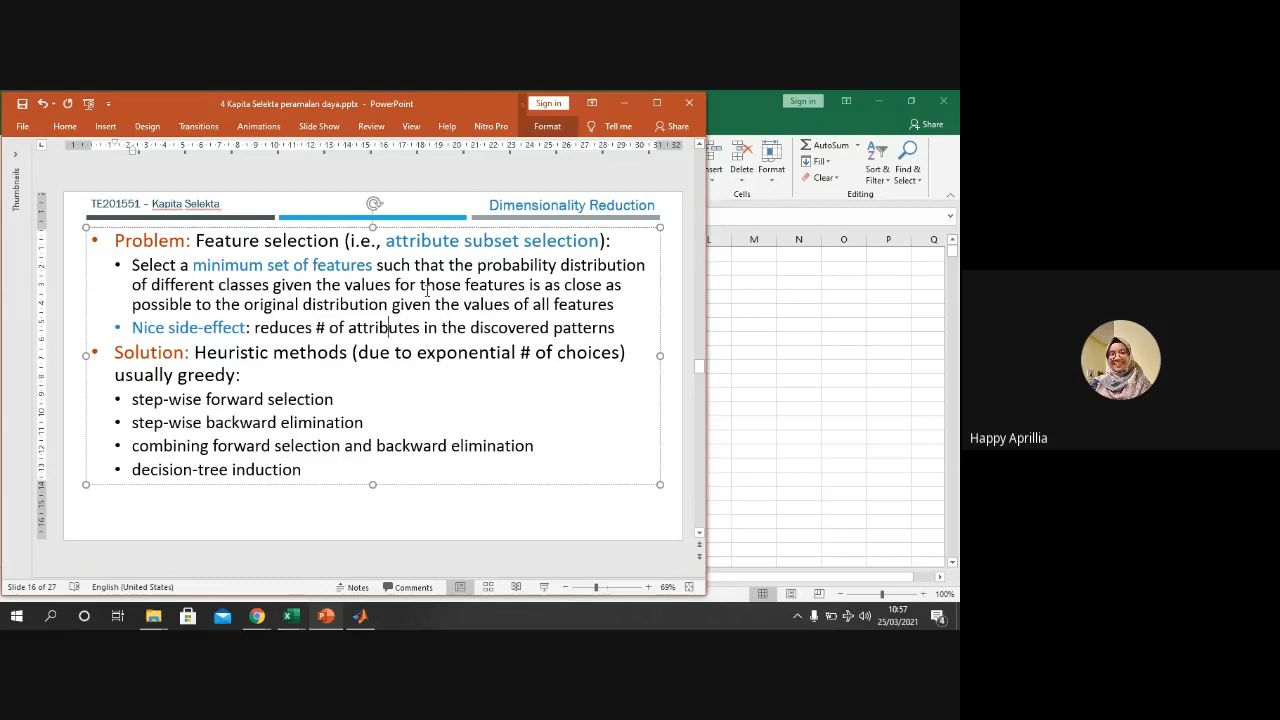 4 Kapita Selekta peramalan daya.pptx - PowerPoint
Sign in
File Home Insert Design Transitions Slide Show Animations Review View Help Nitro Pro Format Tell me Share
Sign in
Share
Insert Delete Format
Cells
AutoSum
Fill
Clear
Sort & Filter
Find & Select
Editing
Thumbnails
TE201551 – Kapita Selekta
Dimensionality Reduction
• Problem: Feature selection (i.e., attribute subset selection):
• Select a minimum set of features such that the probability distribution
of different classes given the values for those features is as close as
possible to the original distribution given the values of all features
• Nice side-effect: reduces # of attributes in the discovered patterns
• Solution: Heuristic methods (due to exponential # of choices)
usually greedy:
• step-wise forward selection
• step-wise backward elimination
• combining forward selection and backward elimination
• decision-tree induction
L M N O P Q
Happy Aprillia
Slide 16 of 27 English (United States) Notes Comments 69%
100%
10:57
25/03/2021
4